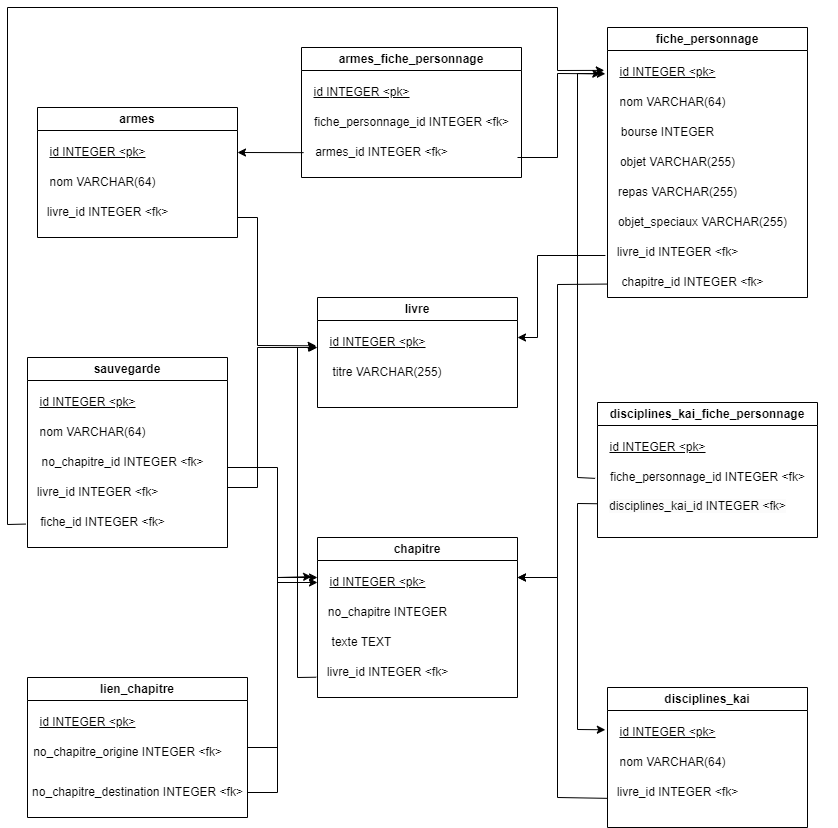 fiche_personnage
id INTEGER <pk>
nom VARCHAR(64)
bourse INTEGER
objet VARCHAR(255)
repas VARCHAR(255)
objet_speciaux VARCHAR(255)
livre_id INTEGER <fk>
chapitre_id INTEGER <fk>
armes_fiche_personnage
id INTEGER <pk>
fiche_personnage_id INTEGER <fk>
armes_id INTEGER <fk>
armes
id INTEGER <pk>
nom VARCHAR(64)
livre_id INTEGER <fk>
livre
id INTEGER <pk>
titre VARCHAR(255)
sauvegarde
id INTEGER <pk>
nom VARCHAR(64)
no_chapitre_id INTEGER <fk>
livre_id INTEGER <fk>
fiche_id INTEGER <fk>
disciplines_kai_fiche_personnage
id INTEGER <pk>
fiche_personnage_id INTEGER <fk>
disciplines_kai_id INTEGER <fk>
chapitre
id INTEGER <pk>
no_chapitre INTEGER
texte TEXT
livre_id INTEGER <fk>
lien_chapitre
id INTEGER <pk>
no_chapitre_origine INTEGER <fk>
no_chapitre_destination INTEGER <fk>
disciplines_kai
id INTEGER <pk>
nom VARCHAR(64)
livre_id INTEGER <fk>